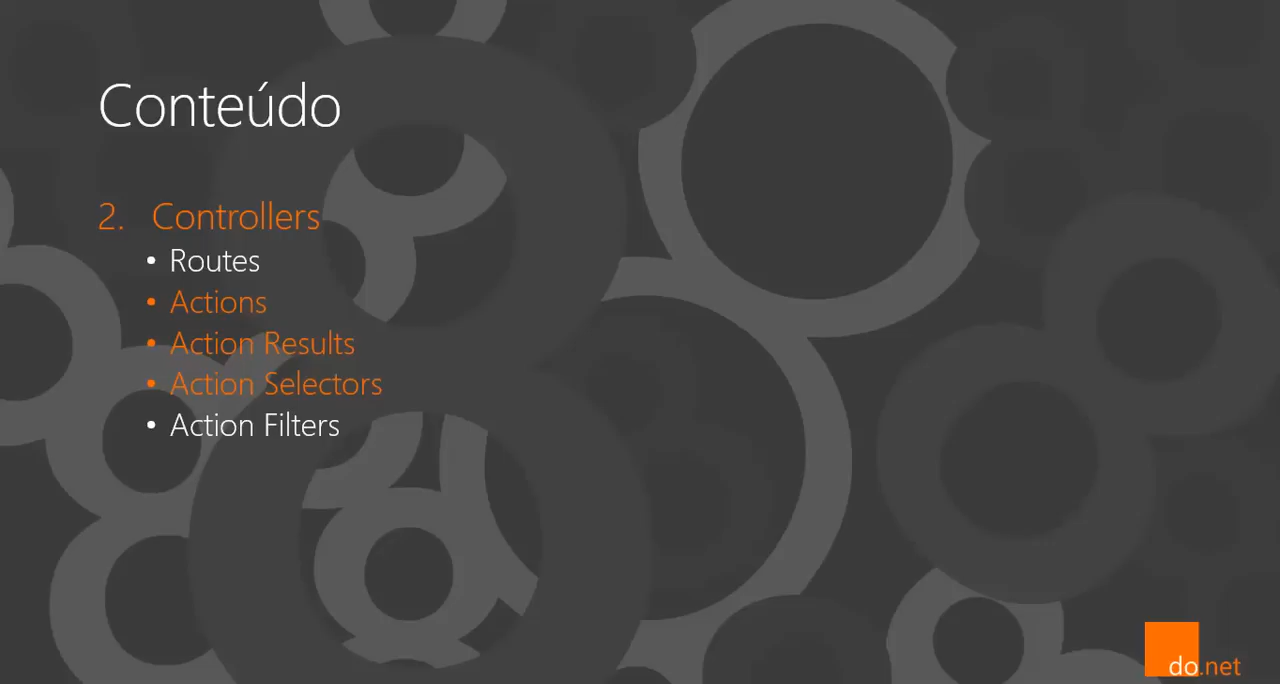 Conteúdo
2. Controllers
• Routes
• Actions
• Action Results
• Action Selectors
• Action Filters
do.net